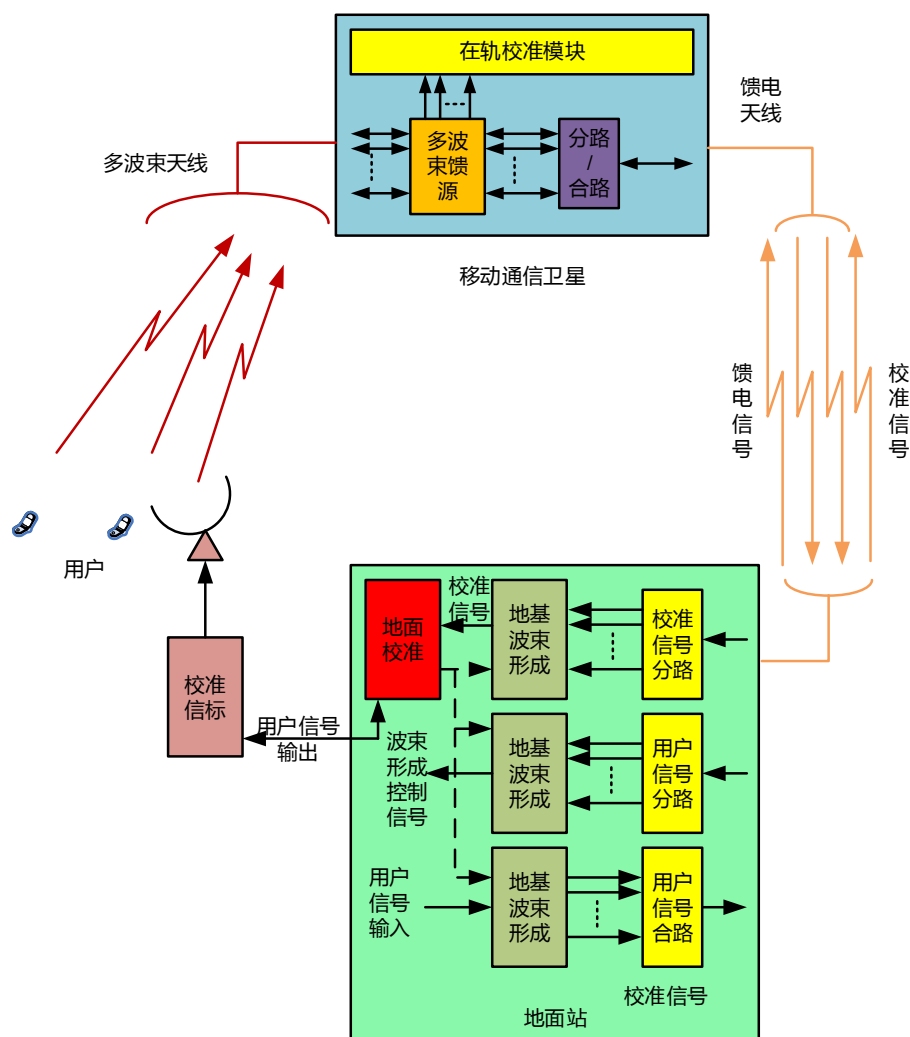 在轨校准模块
馈电
天线
多波束天线
多波
束馈
源
分路
/
合路
移动通信卫星
馈
电
信
号
校
准
信
号
用户
校准
信标
用户信号
输出
地面
校准
校准
信号
地基
波束
形成
校准
信号
分路
波束
形成
控制
信号
地基
波束
形成
用户
信号
分路
用户
信号
输入
地基
波束
形成
用户
信号
合路
校准信号
地面站